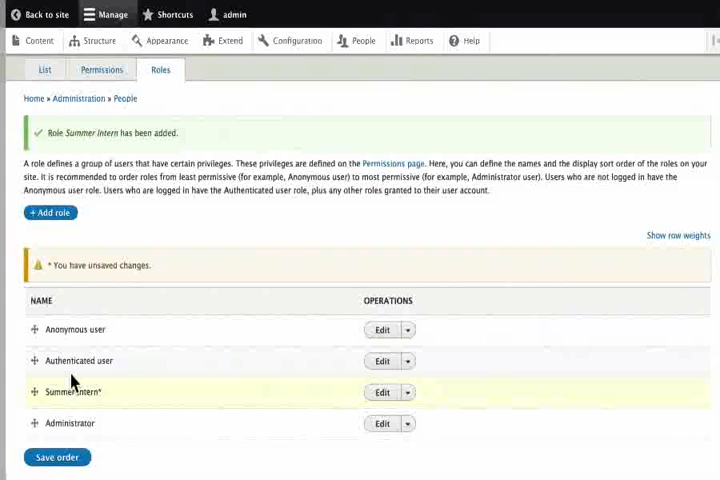 Back to site Manage Shortcuts admin
Content Structure Appearance Extend Configuration People Reports Help
List Permissions Roles
Home » Administration » People
Role Summer Intern has been added.
A role defines a group of users that have certain privileges. These privileges are defined on the Permissions page. Here, you can define the names and the display sort order of the roles on your
site. It is recommended to order roles from least permissive (for example, Anonymous user) to most permissive (for example, Administrator user). Users who are not logged in have the
Anonymous user role. Users who are logged in have the Authenticated user role, plus any other roles granted to their user account.
+ Add role
Show row weights
* You have unsaved changes.
NAME OPERATIONS
Anonymous user Edit
Authenticated user Edit
Summer Intern* Edit
Administrator Edit
Save order